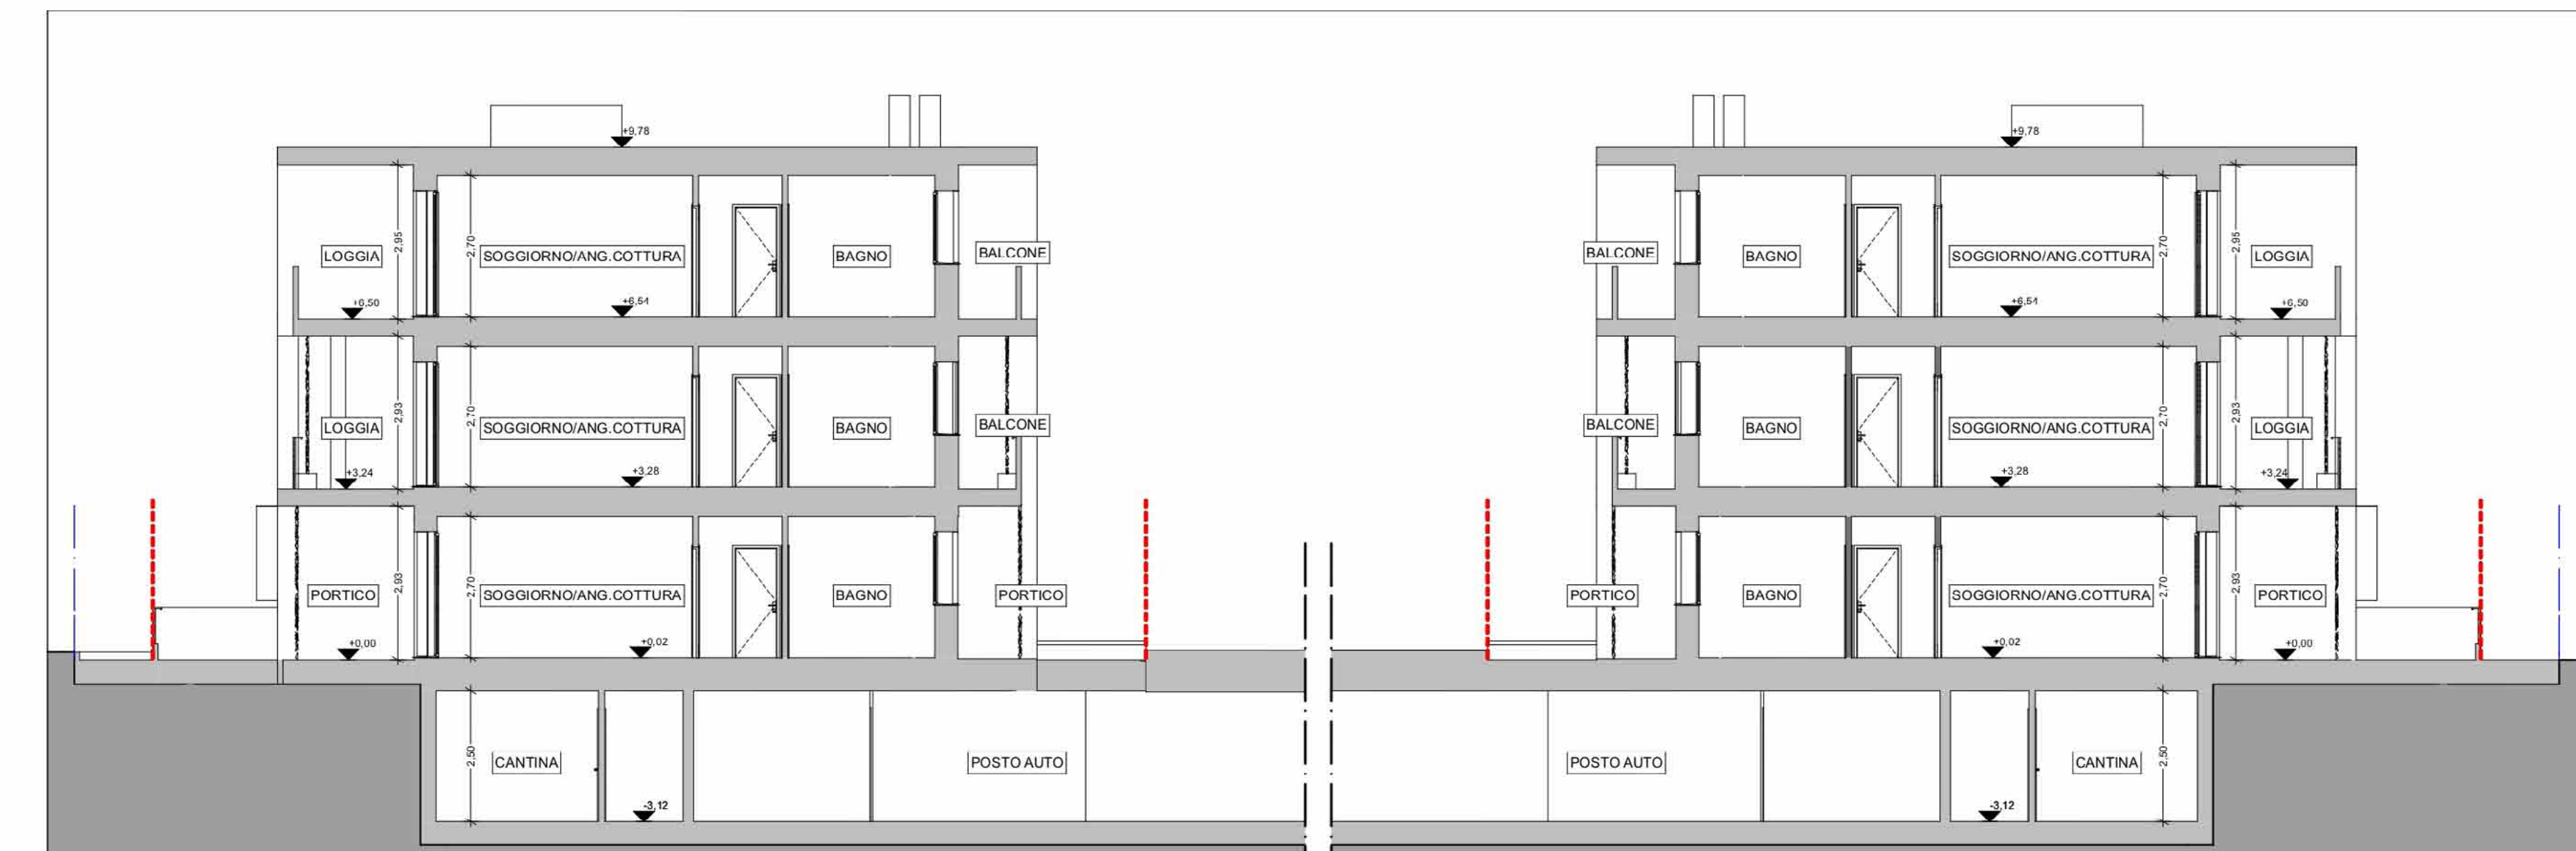 +9,78
+9,78
2,95
2,70
2,70
2,95
LOGGIA
SOGGIORNO/ANG.COTTURA
BAGNO
BALCONE
BALCONE
BAGNO
SOGGIORNO/ANG.COTTURA
LOGGIA
+6,50
+6,54
+6,54
+6,50
2,93
2,70
2,70
2,93
LOGGIA
SOGGIORNO/ANG.COTTURA
BAGNO
BALCONE
BALCONE
BAGNO
SOGGIORNO/ANG.COTTURA
LOGGIA
+3,24
+3,28
+3,28
+3,24
2,93
2,70
2,70
2,93
PORTICO
SOGGIORNO/ANG.COTTURA
BAGNO
PORTICO
PORTICO
BAGNO
SOGGIORNO/ANG.COTTURA
PORTICO
+0,00
+0,02
+0,02
+0,00
2,50
CANTINA
POSTO AUTO
POSTO AUTO
CANTINA
2,50
-3,12
-3,12